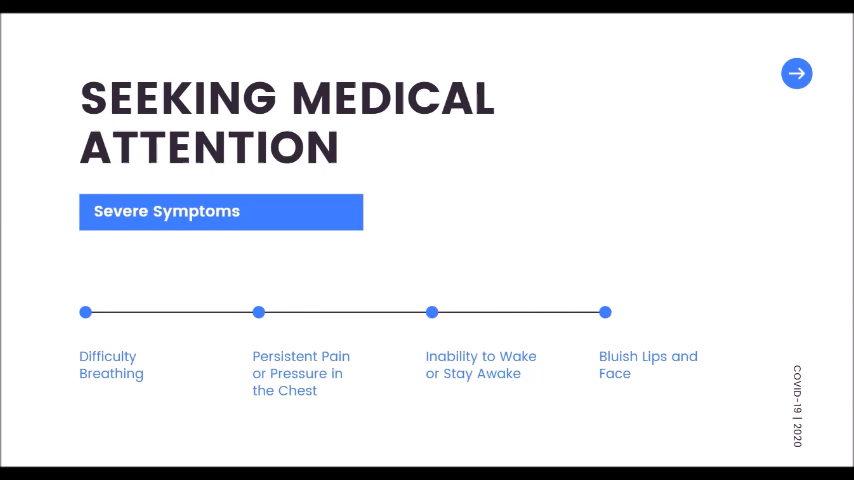 SEEKING MEDICAL
ATTENTION
Severe Symptoms
Difficulty
Breathing
Persistent Pain
or Pressure in
the Chest
Inability to Wake
or Stay Awake
Bluish Lips and
Face
COVID-19 | 2020